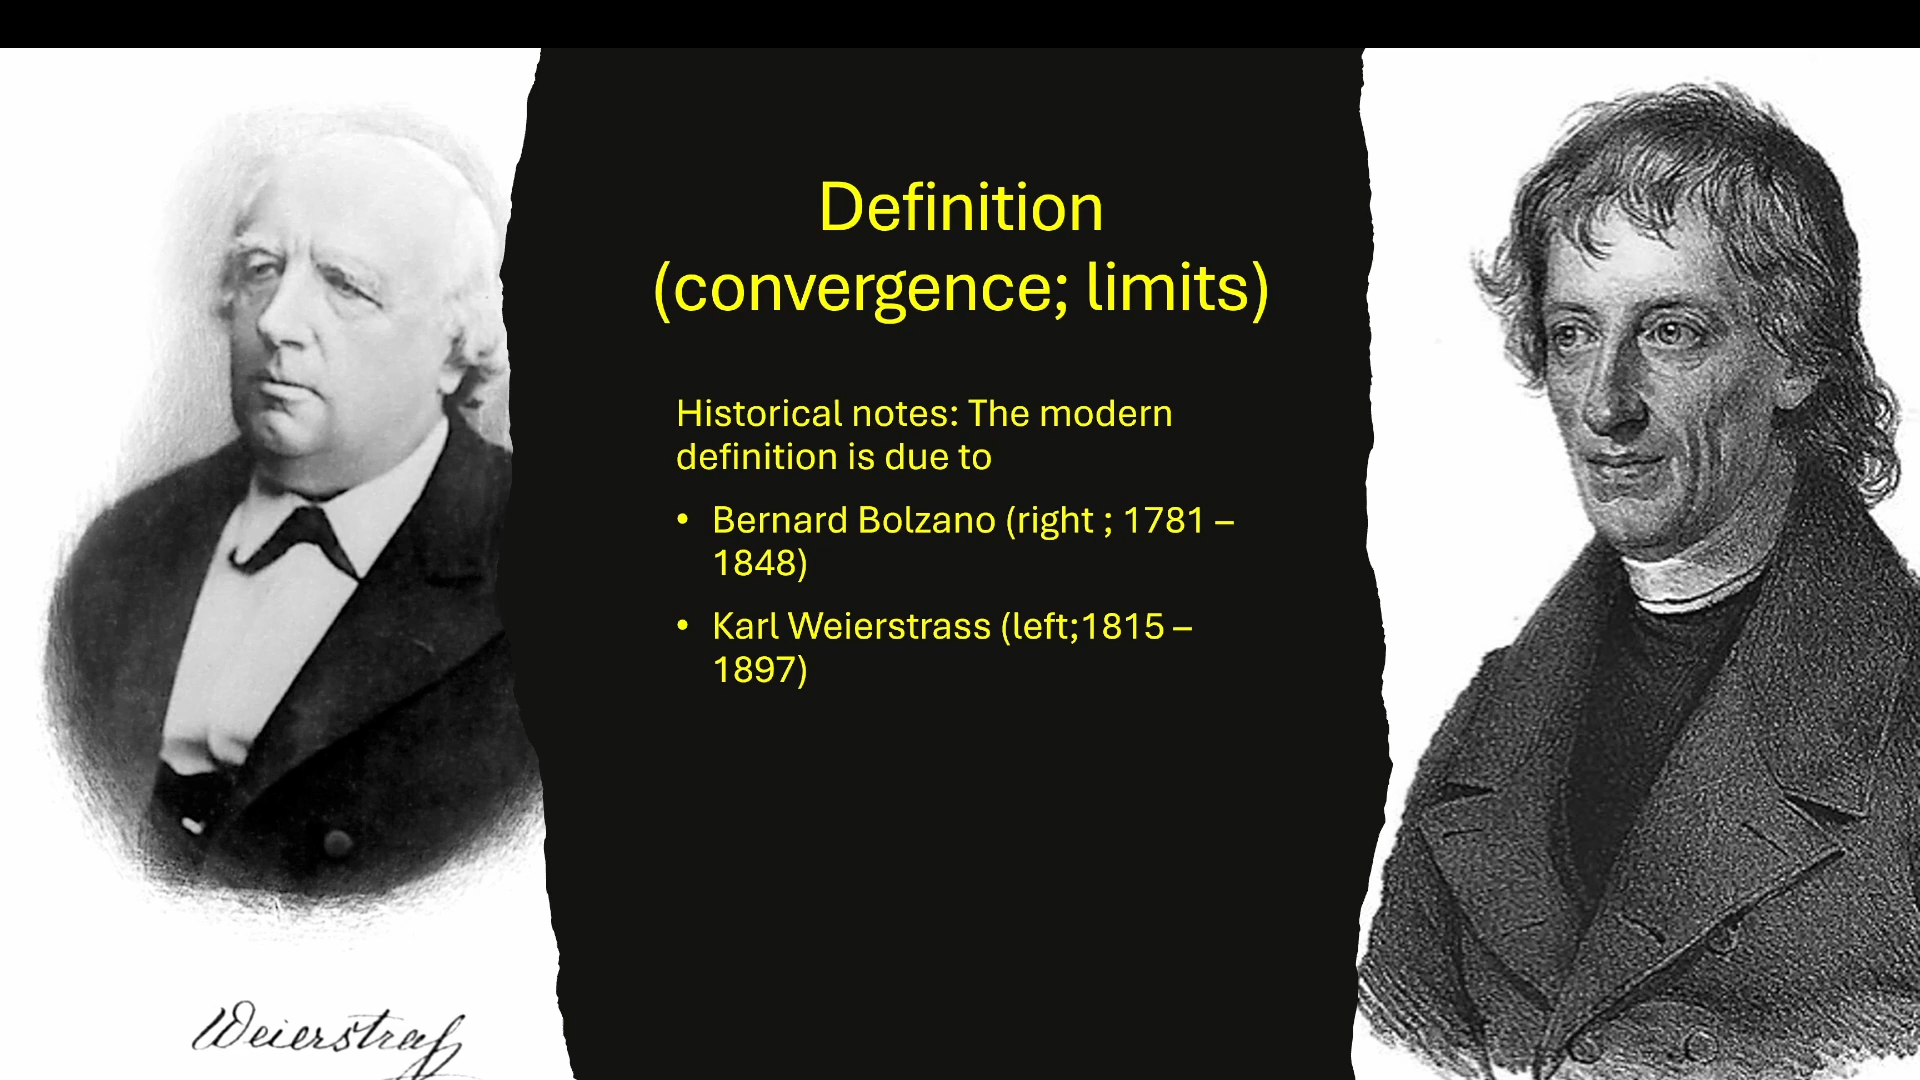 Definition
(convergence; limits)
Historical notes: The modern
definition is due to
• Bernard Bolzano (right ; 1781 –
1848)
• Karl Weierstrass (left;1815 –
1897)
Weierstraß